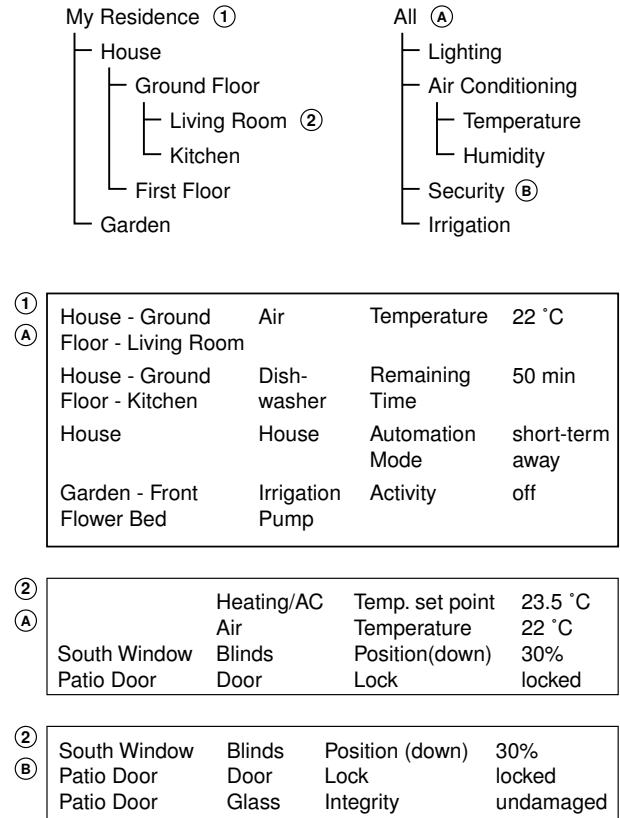 My Residence 1
House
Ground Floor
Living Room 2
Kitchen
First Floor
Garden
All A
Lighting
Air Conditioning
Temperature
Humidity
Security B
Irrigation
1
A
House - Ground Air Temperature 22 ˚C
Floor - Living Room
House - Ground Dish- Remaining 50 min
Floor - Kitchen washer Time
House House Automation short-term
Mode away
Garden - Front Irrigation Activity off
Flower Bed Pump
2
A
Heating/AC Temp. set point 23.5 ˚C
Air Temperature 22 ˚C
South Window Blinds Position(down) 30%
Patio Door Door Lock locked
2
B
South Window Blinds Position (down) 30%
Patio Door Door Lock locked
Patio Door Glass Integrity undamaged